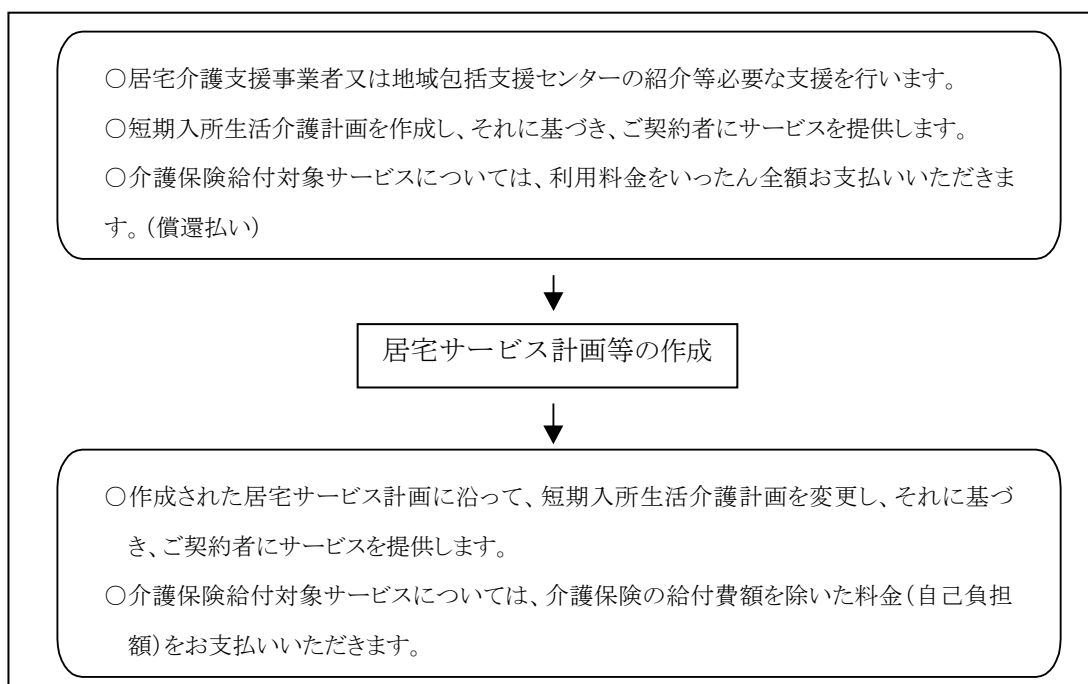 ○居宅介護支援事業者又は地域包括支援センターの紹介等必要な支援を行います。
○短期入所生活介護計画を作成し、それに基づき、ご契約者にサービスを提供します。
○介護保険給付対象サービスについては、利用料金をいったん全額お支払いいただきま
す。(償還払い)
居宅サービス計画等の作成
○作成された居宅サービス計画に沿って、短期入所生活介護計画を変更し、それに基づ
き、ご契約者にサービスを提供します。
○介護保険給付対象サービスについては、介護保険の給付費額を除いた料金(自己負担
額)をお支払いいただきます。